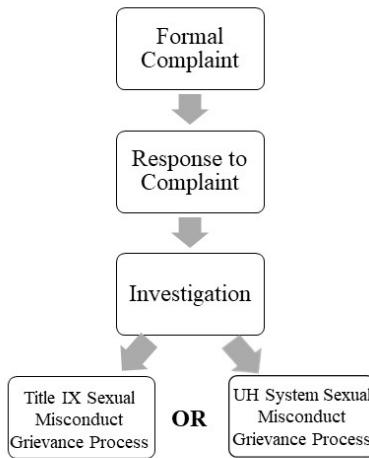 Formal
Complaint
Response to
Complaint
Investigation
Title IX Sexual
Misconduct
Grievance Process
OR
UH System Sexual
Misconduct
Grievance Process